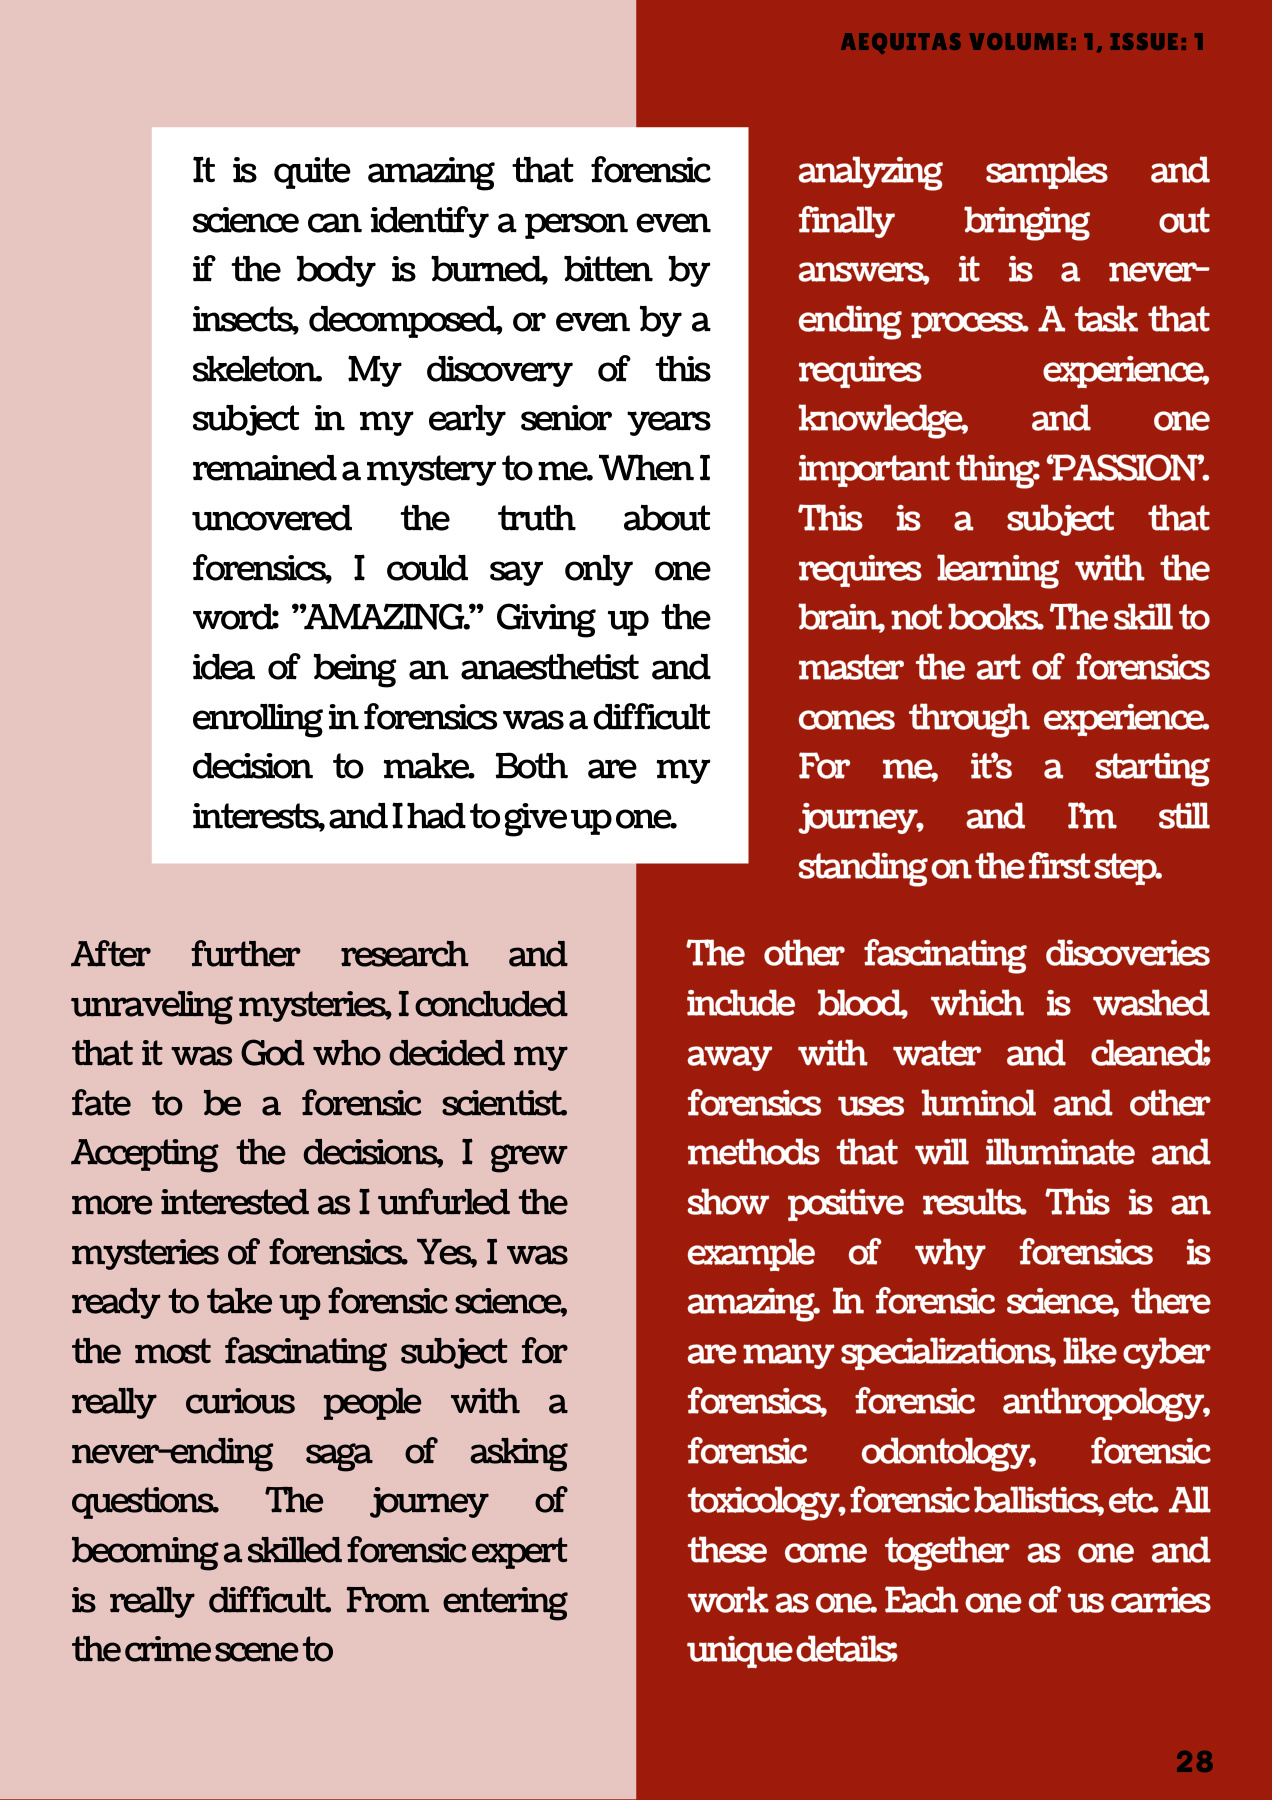 AEQUITAS VOLUME: 1, ISSUE: 1
It is quite amazing that forensic
science can identify a person even
if the body is burned, bitten by
insects, decomposed, or even by a
skeleton. My discovery of this
subject in my early senior years
remained a mystery to me. When I
uncovered the truth about
forensics, I could say only one
word: ”AMAZING.” Giving up the
idea of being an anaesthetist and
enrolling in forensics was a difficult
decision to make. Both are my
interests, and I had to give up one.
After further research and
unraveling mysteries, I concluded
that it was God who decided my
fate to be a forensic scientist.
Accepting the decisions, I grew
more interested as I unfurled the
mysteries of forensics. Yes, I was
ready to take up forensic science,
the most fascinating subject for
really curious people with a
never-ending saga of asking
questions. The journey of
becoming a skilled forensic expert
is really difficult. From entering
the crime scene to
analyzing samples and
finally bringing out
answers, it is a never-
ending process. A task that
requires experience,
knowledge, and one
important thing: ‘PASSION’.
This is a subject that
requires learning with the
brain, not books. The skill to
master the art of forensics
comes through experience.
For me, it’s a starting
journey, and I’m still
standing on the first step.
The other fascinating discoveries
include blood, which is washed
away with water and cleaned;
forensics uses luminol and other
methods that will illuminate and
show positive results. This is an
example of why forensics is
amazing. In forensic science, there
are many specializations, like cyber
forensics, forensic anthropology,
forensic odontology, forensic
toxicology, forensic ballistics, etc. All
these come together as one and
work as one. Each one of us carries
unique details;
28